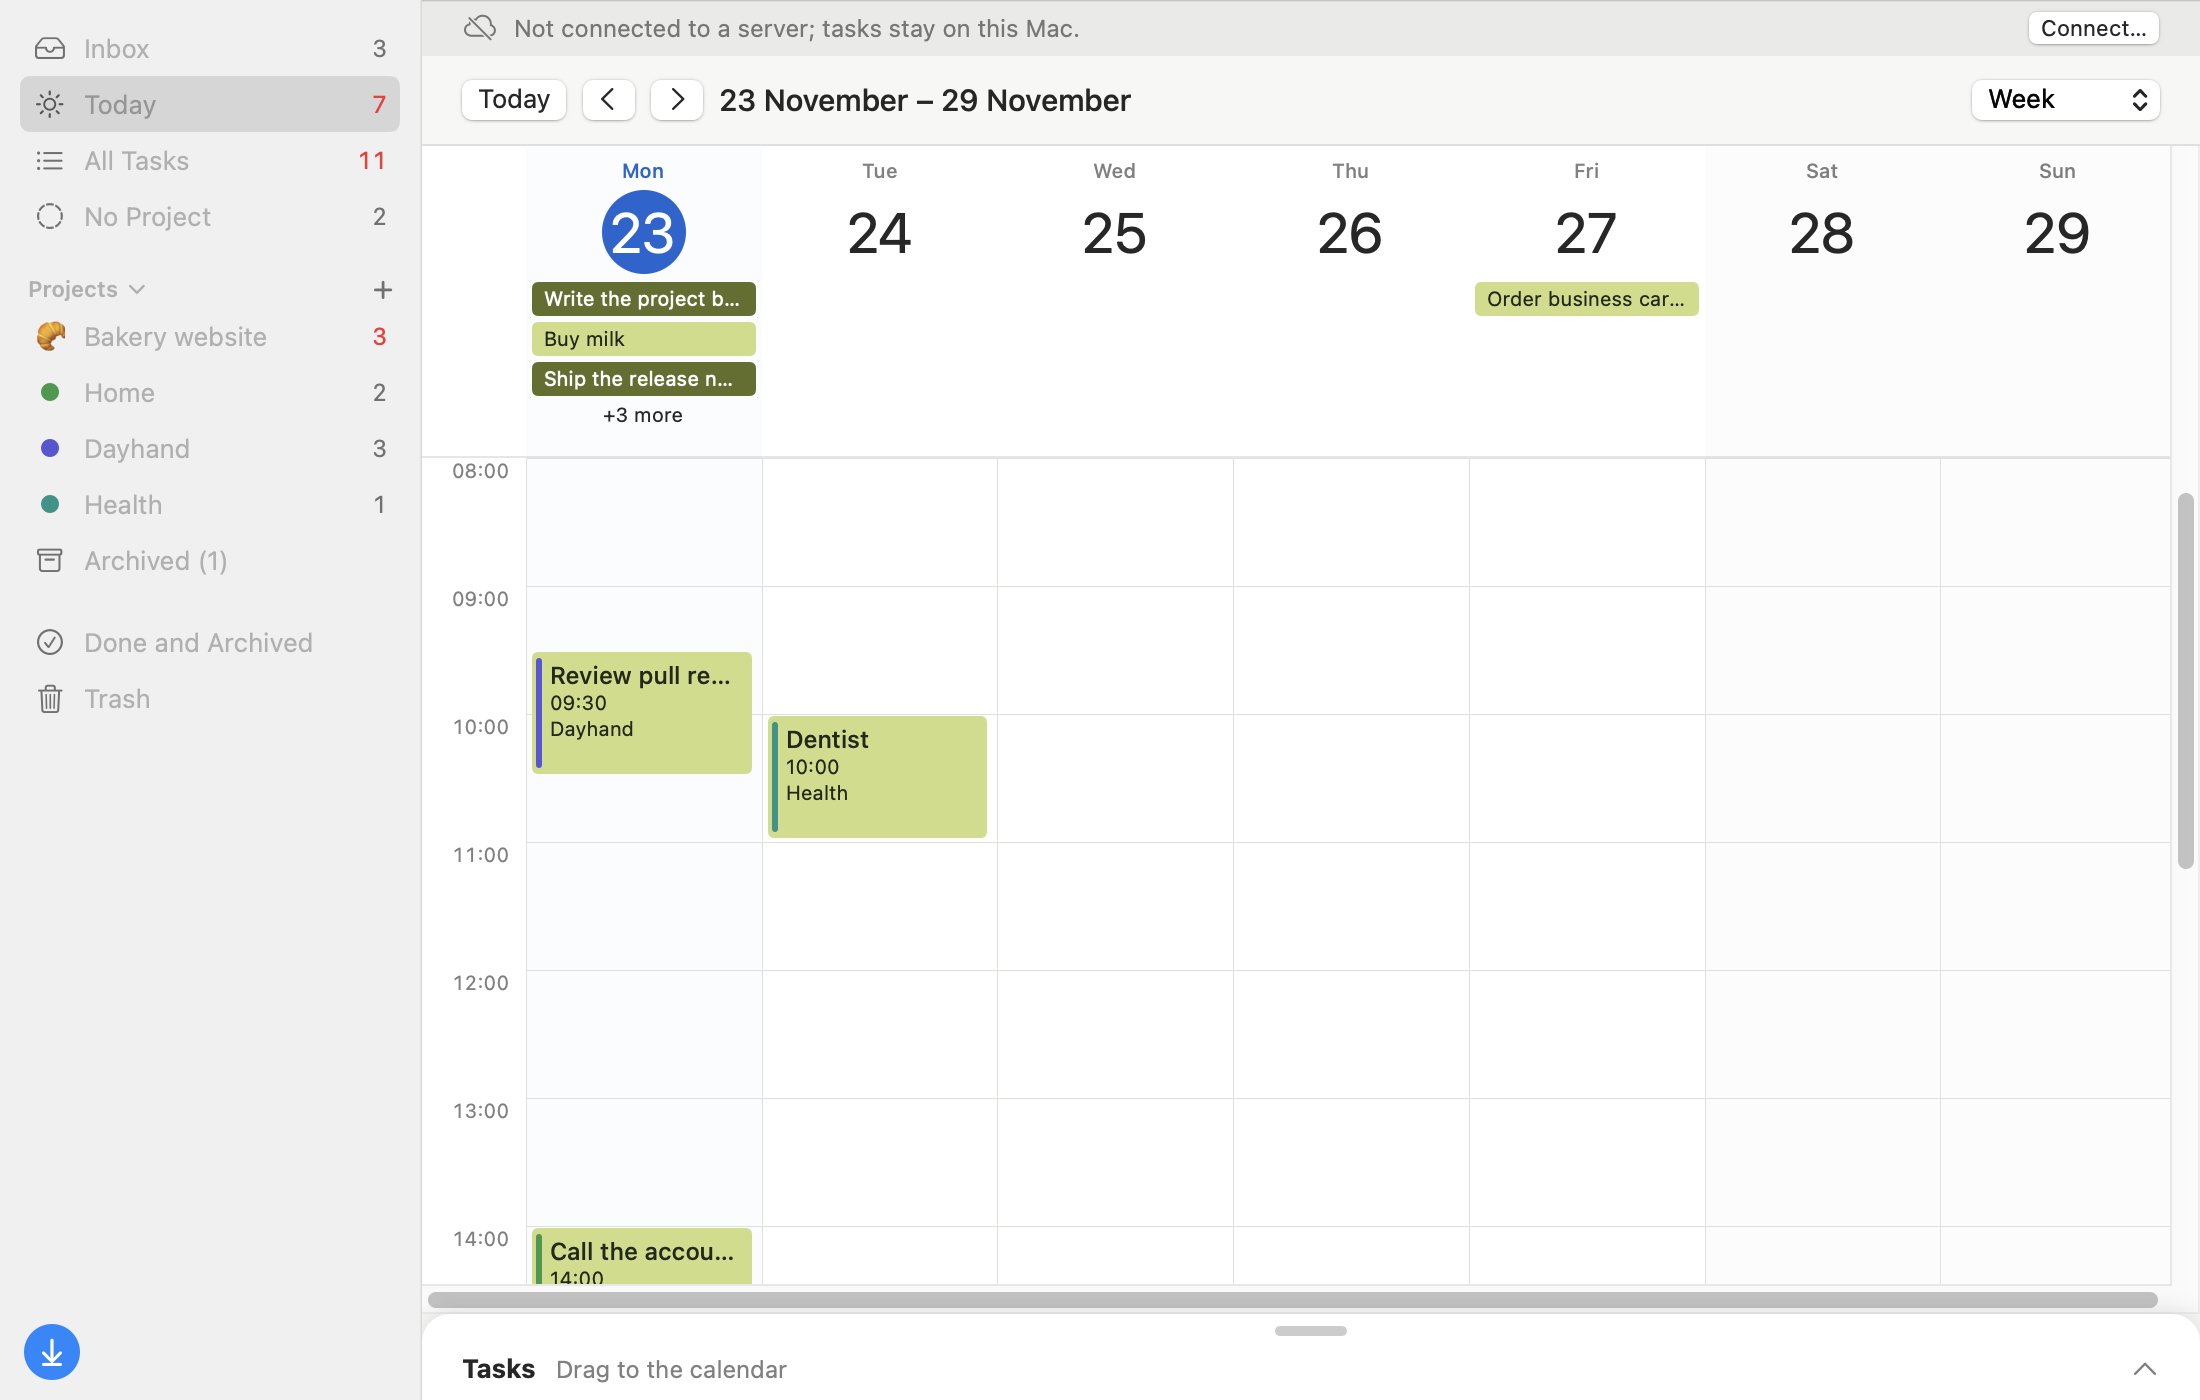 Inbox 3
Today 7
All Tasks 11
No Project 2
Projects
Bakery website 3
Home 2
Dayhand 3
Health 1
Archived (1)
Done and Archived
Trash
Not connected to a server; tasks stay on this Mac.
Connect...
Today
23 November – 29 November
Week
Mon Tue Wed Thu Fri Sat Sun
23 24 25 26 27 28 29
Write the project b...
Order business car...
Buy milk
Ship the release n...
+3 more
08:00
09:00
Review pull re...
09:30
Dayhand
10:00
Dentist
10:00
Health
11:00
12:00
13:00
14:00
Call the accou...
14:00
Tasks Drag to the calendar